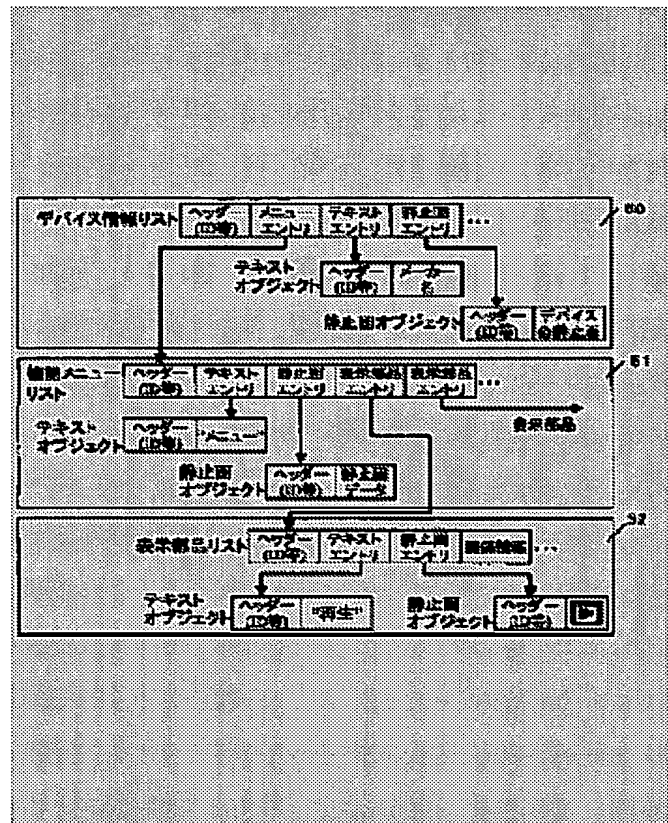 デバイス情報リスト
ヘッダー
(ID等)
メニュー
エントリ
テキスト
エントリ
静止画
エントリ
...
テキスト
オブジェクト
ヘッダー
(ID等)
メーカー
名
静止画オブジェクト
ヘッダー
(ID等)
デバイス
の静止画
機能メニュー
リスト
ヘッダー
(ID等)
テキスト
エントリ
静止画
エントリ
表示部品
エントリ
表示部品
エントリ
...
51
表示部品
テキスト
オブジェクト
ヘッダー
(ID等)
"メニュー"
静止画
オブジェクト
ヘッダー
(ID等)
静止画
データ
52
表示部品リスト
ヘッダー
(ID等)
テキスト
エントリ
静止画
エントリ
...
テキスト
オブジェクト
ヘッダー
(ID等)
"再生"
静止画
オブジェクト
ヘッダー
(ID等)